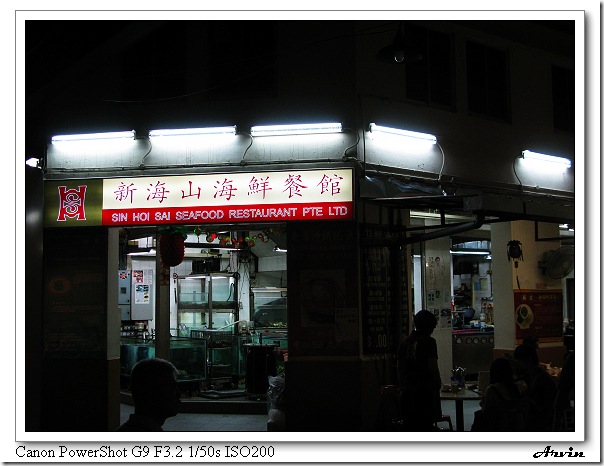 新海山海鮮餐館
SIN HOI SAI SEAFOOD RESTAURANT PTE LTD
Canon PowerShot G9 F3.2 1/50s ISO200
Arvin